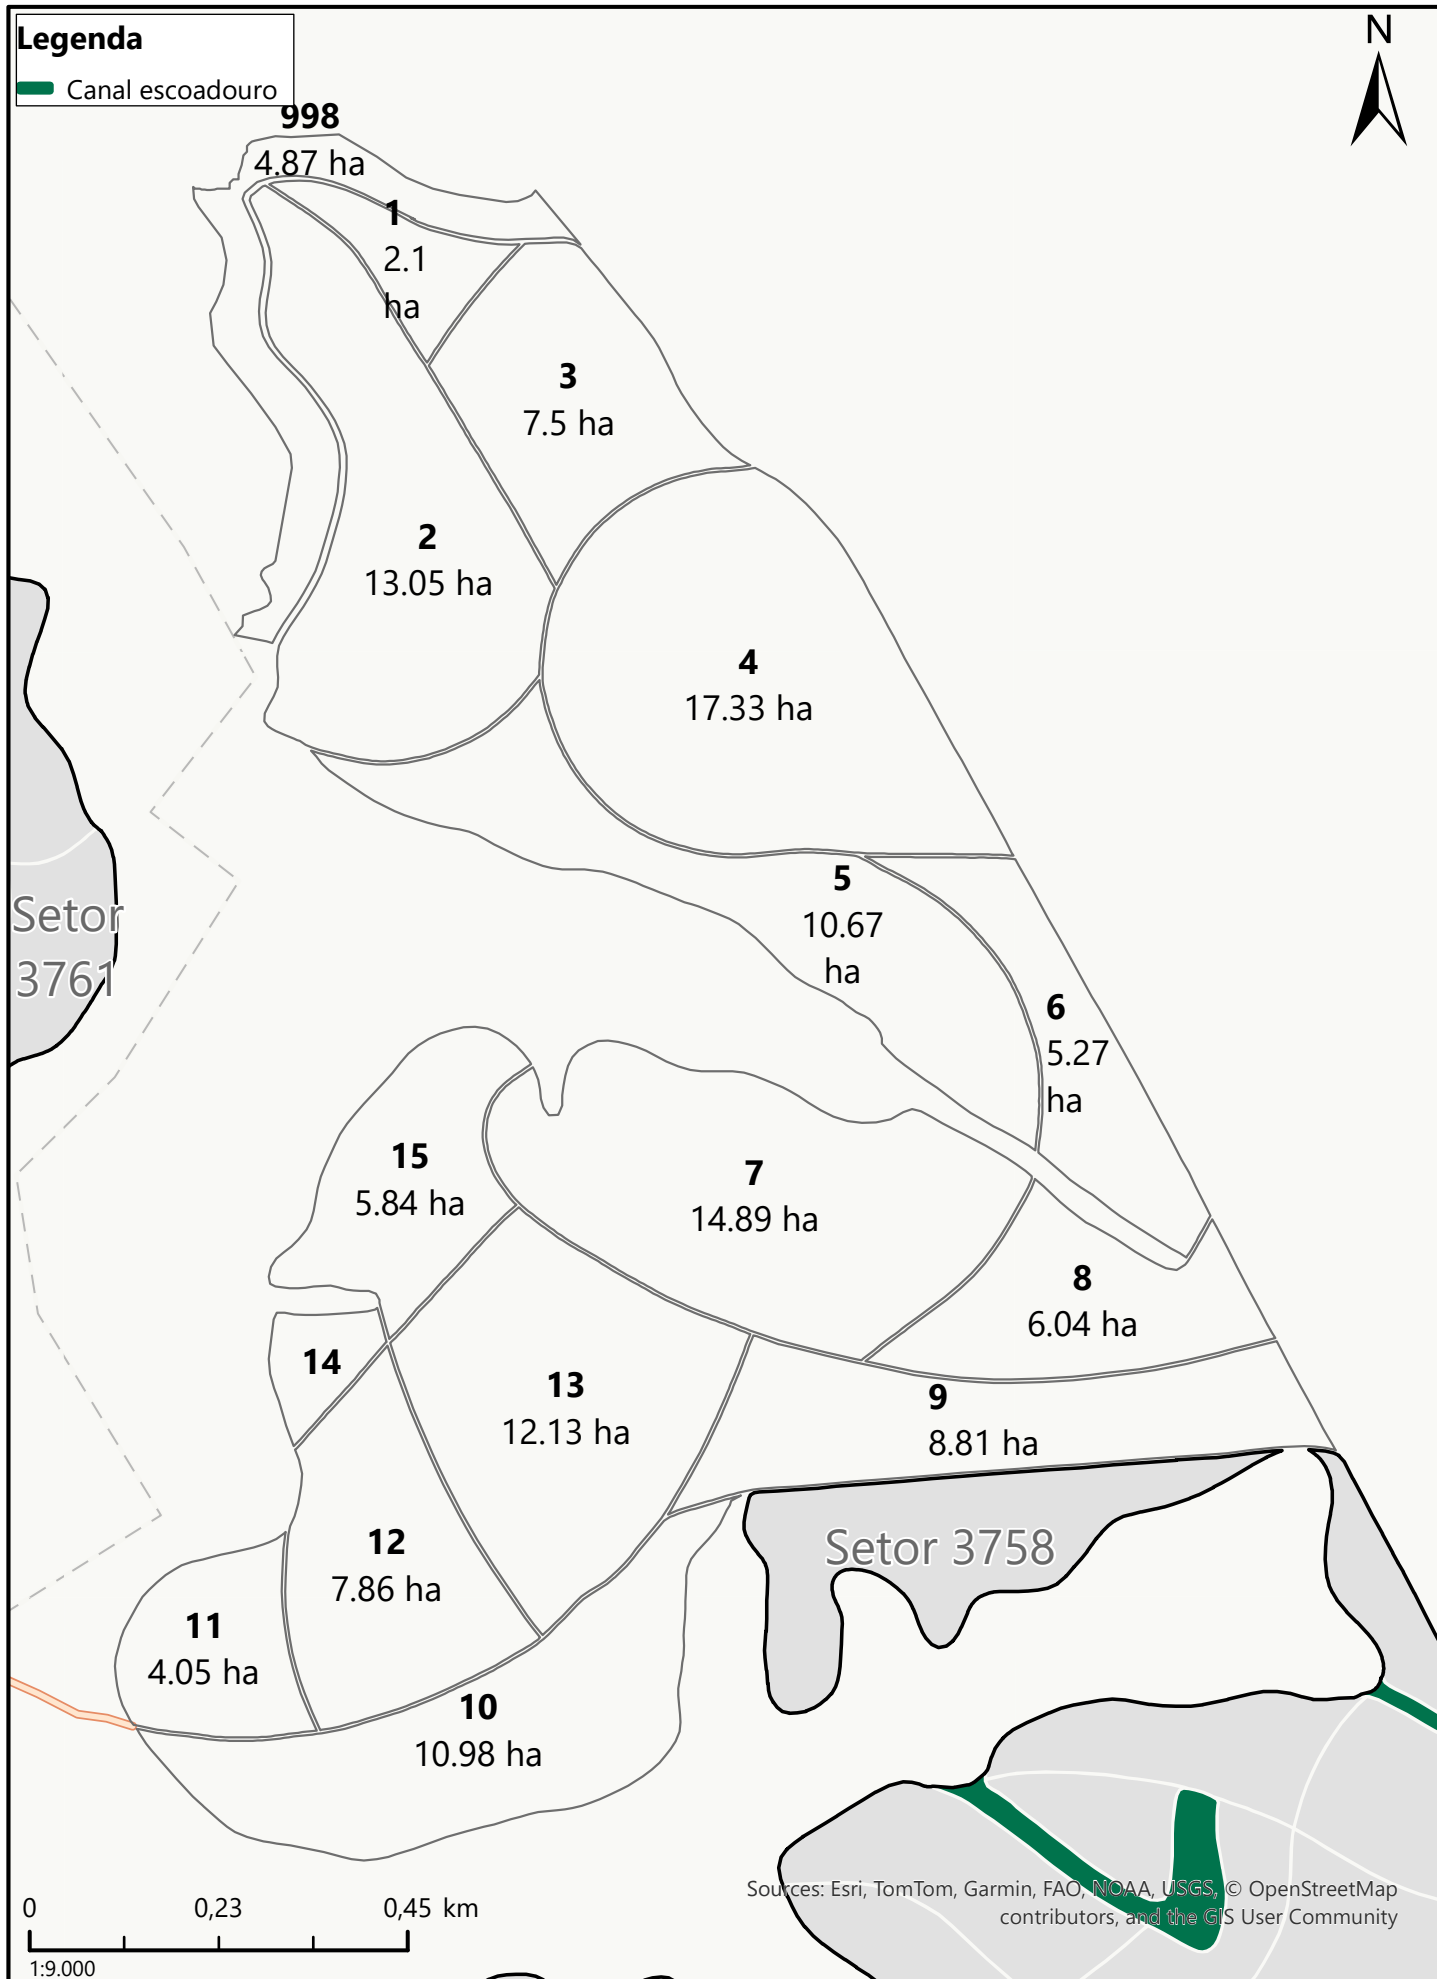 Legenda
Canal escoadouro
N
998
4.87 ha
1
2.1
ha
3
7.5 ha
2
13.05 ha
4
17.33 ha
5
10.67
ha
Setor
3761
6
5.27
ha
15
5.84 ha
7
14.89 ha
8
6.04 ha
14
13
12.13 ha
9
8.81 ha
12
7.86 ha
Setor 3758
11
4.05 ha
10
10.98 ha
0 0,23 0,45 km
1:9.000
Sources: Esri, TomTom, Garmin, FAO, NOAA, USGS, © OpenStreetMap
contributors, and the GIS User Community